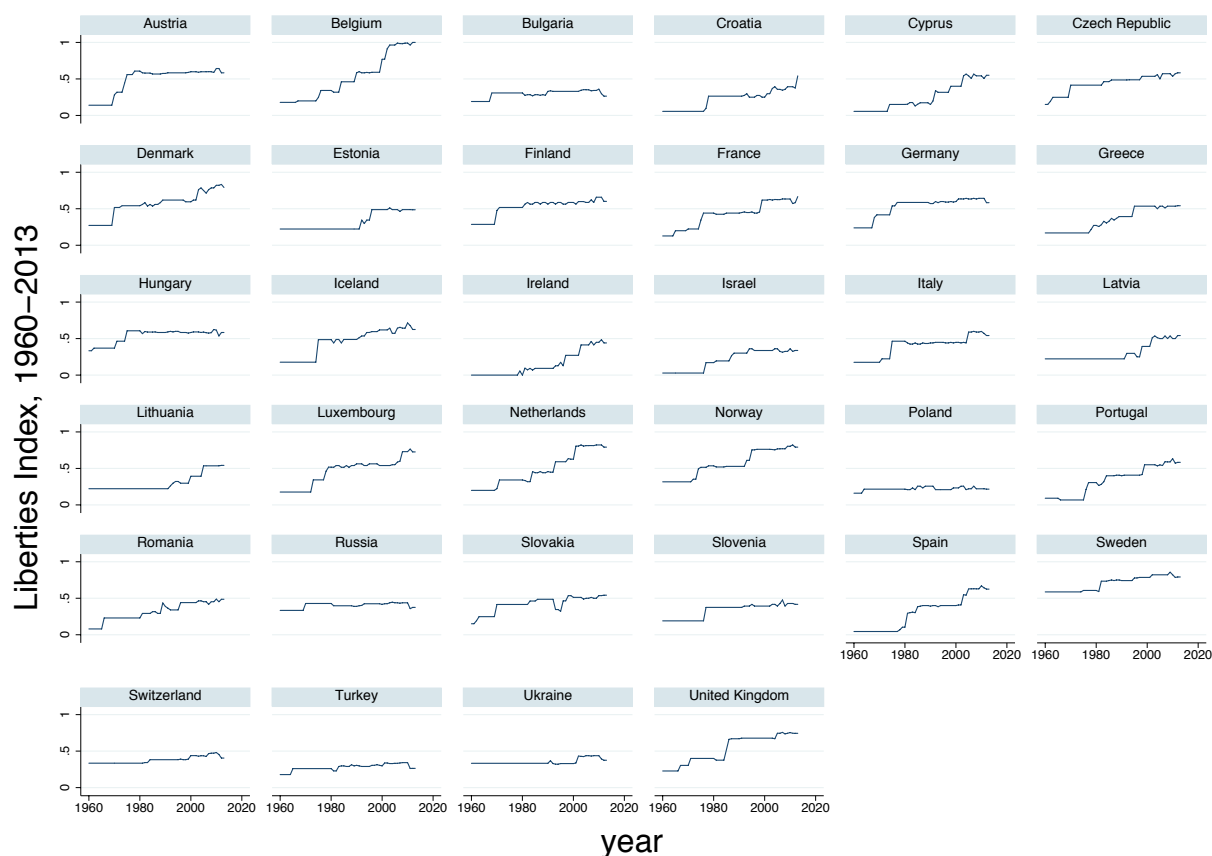 Austria Belgium Bulgaria Croatia Cyprus Czech Republic
1
.5
0
Denmark Estonia Finland France Germany Greece
1
.5
0
Hungary Iceland Ireland Israel Italy Latvia
1
.5
0
Lithuania Luxembourg Netherlands Norway Poland Portugal
1
.5
0
Romania Russia Slovakia Slovenia Spain Sweden
1
.5
0
1960 1980 2000 2020 1960 1980 2000 2020
Switzerland Turkey Ukraine United Kingdom
1
.5
0
1960 1980 2000 2020 1960 1980 2000 2020 1960 1980 2000 2020 1960 1980 2000 2020
Liberties Index, 1960−2013
year